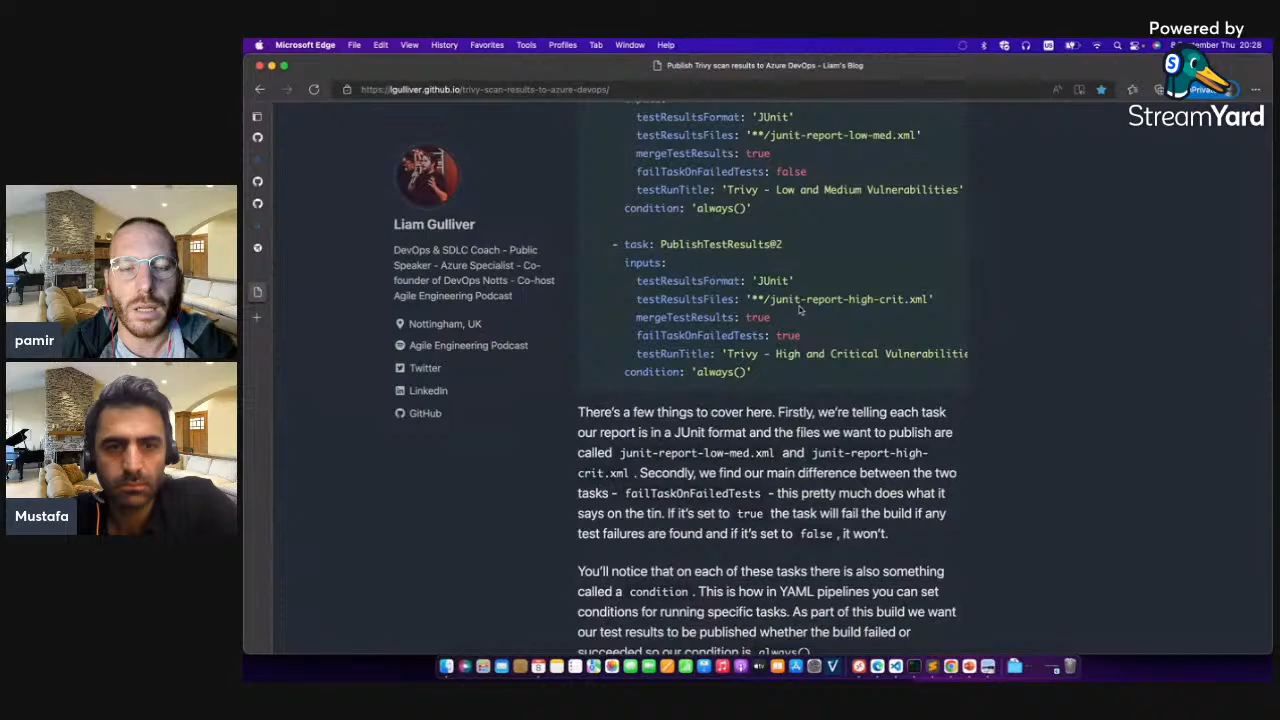 Powered by
StreamYard
Microsoft Edge File Edit View History Favorites Tools Profiles Tab Window Help
Thu 20:28
Publish Trivy scan results to Azure DevOps - Liam's Blog
https://lgulliver.github.io/trivy-scan-results-to-azure-devops/
testResultsFormat: 'JUnit'
testResultsFiles: '**/junit-report-low-med.xml'
mergeTestResults: true
failTaskOnFailedTests: false
testRunTitle: 'Trivy - Low and Medium Vulnerabilities'
condition: 'always()'
- task: PublishTestResults@2
inputs:
testResultsFormat: 'JUnit'
testResultsFiles: '**/junit-report-high-crit.xml'
mergeTestResults: true
failTaskOnFailedTests: true
testRunTitle: 'Trivy - High and Critical Vulnerabilitie
condition: 'always()'
Liam Gulliver
DevOps & SDLC Coach - Public
Speaker - Azure Specialist - Co-
founder of DevOps Notts - Co-host
Agile Engineering Podcast
Nottingham, UK
Agile Engineering Podcast
Twitter
LinkedIn
GitHub
There's a few things to cover here. Firstly, we're telling each task
our report is in a JUnit format and the files we want to publish are
called junit-report-low-med.xml and junit-report-high-
crit.xml . Secondly, we find our main difference between the two
tasks - failTaskOnFailedTests - this pretty much does what it
says on the tin. If it's set to true the task will fail the build if any
test failures are found and if it's set to false , it won't.
You'll notice that on each of these tasks there is also something
called a condition . This is how in YAML pipelines you can set
conditions for running specific tasks. As part of this build we want
our test results to be published whether the build failed or
succeeded so our condition is always()
pamir
Mustafa